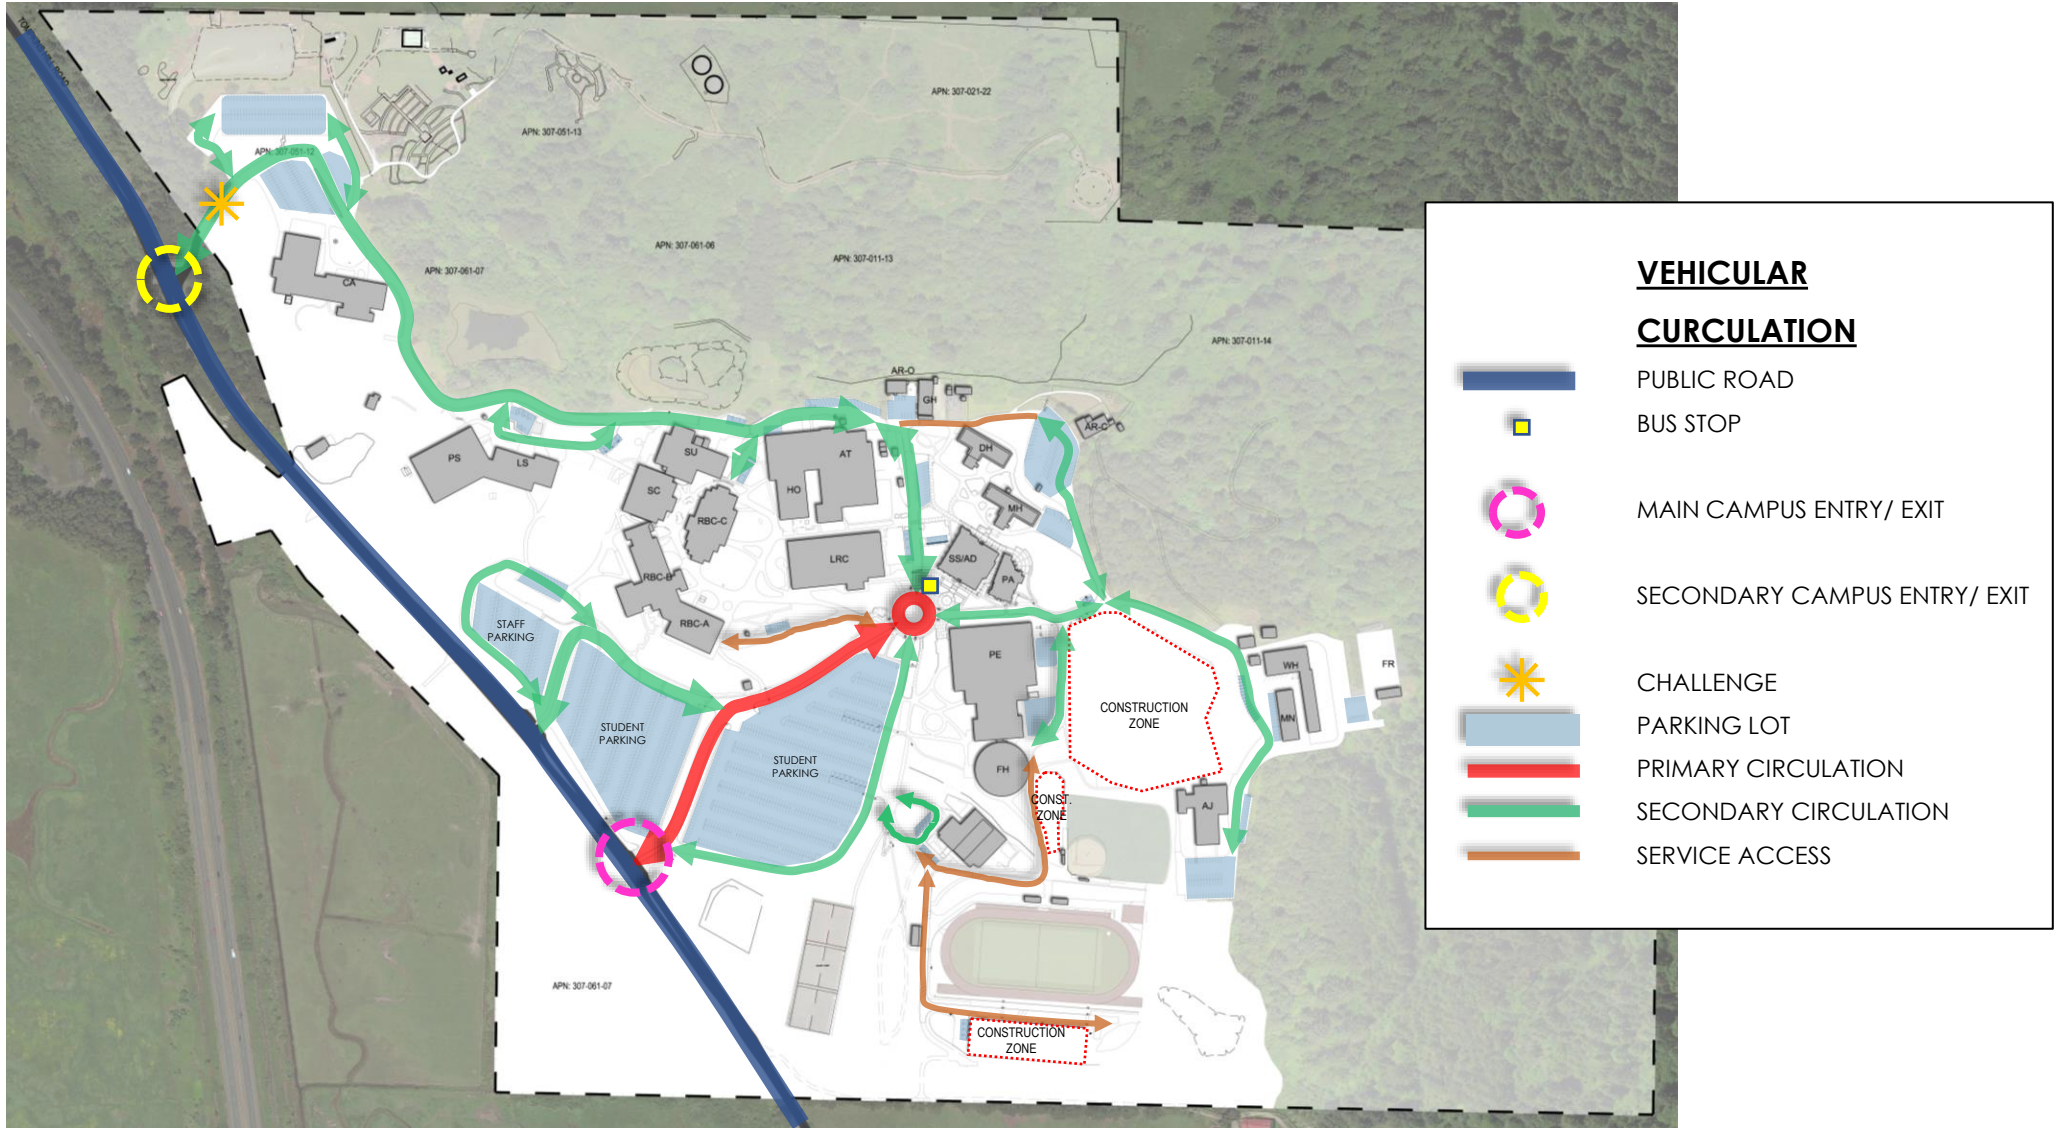 APN: 307-021-22
APN: 307-051-13
APN: 307-051-12
APN: 307-061-06
APN: 307-011-13
APN: 307-061-07
CA
APN: 307-011-14
AR-O
GH
AR-C
PS
LS
SU
SC
RBC-C
HO
AT
DH
MH
LRC
SS/AD
PA
RBC-B
RBC-A
STAFF
PARKING
PE
WH
FR
MN
STUDENT
PARKING
STUDENT
PARKING
CONSTRUCTION
ZONE
FH
CONST.
ZONE
AJ
APN: 307-061-07
CONSTRUCTION
ZONE
VEHICULAR
CURCULATION
PUBLIC ROAD
BUS STOP
MAIN CAMPUS ENTRY/ EXIT
SECONDARY CAMPUS ENTRY/ EXIT
CHALLENGE
PARKING LOT
PRIMARY CIRCULATION
SECONDARY CIRCULATION
SERVICE ACCESS